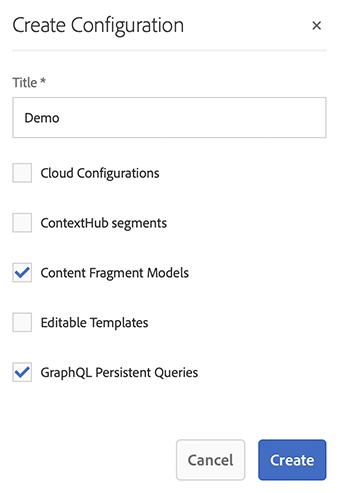 Create Configuration
Title *
Demo
Cloud Configurations
ContextHub segments
Content Fragment Models
Editable Templates
GraphQL Persistent Queries
Cancel Create